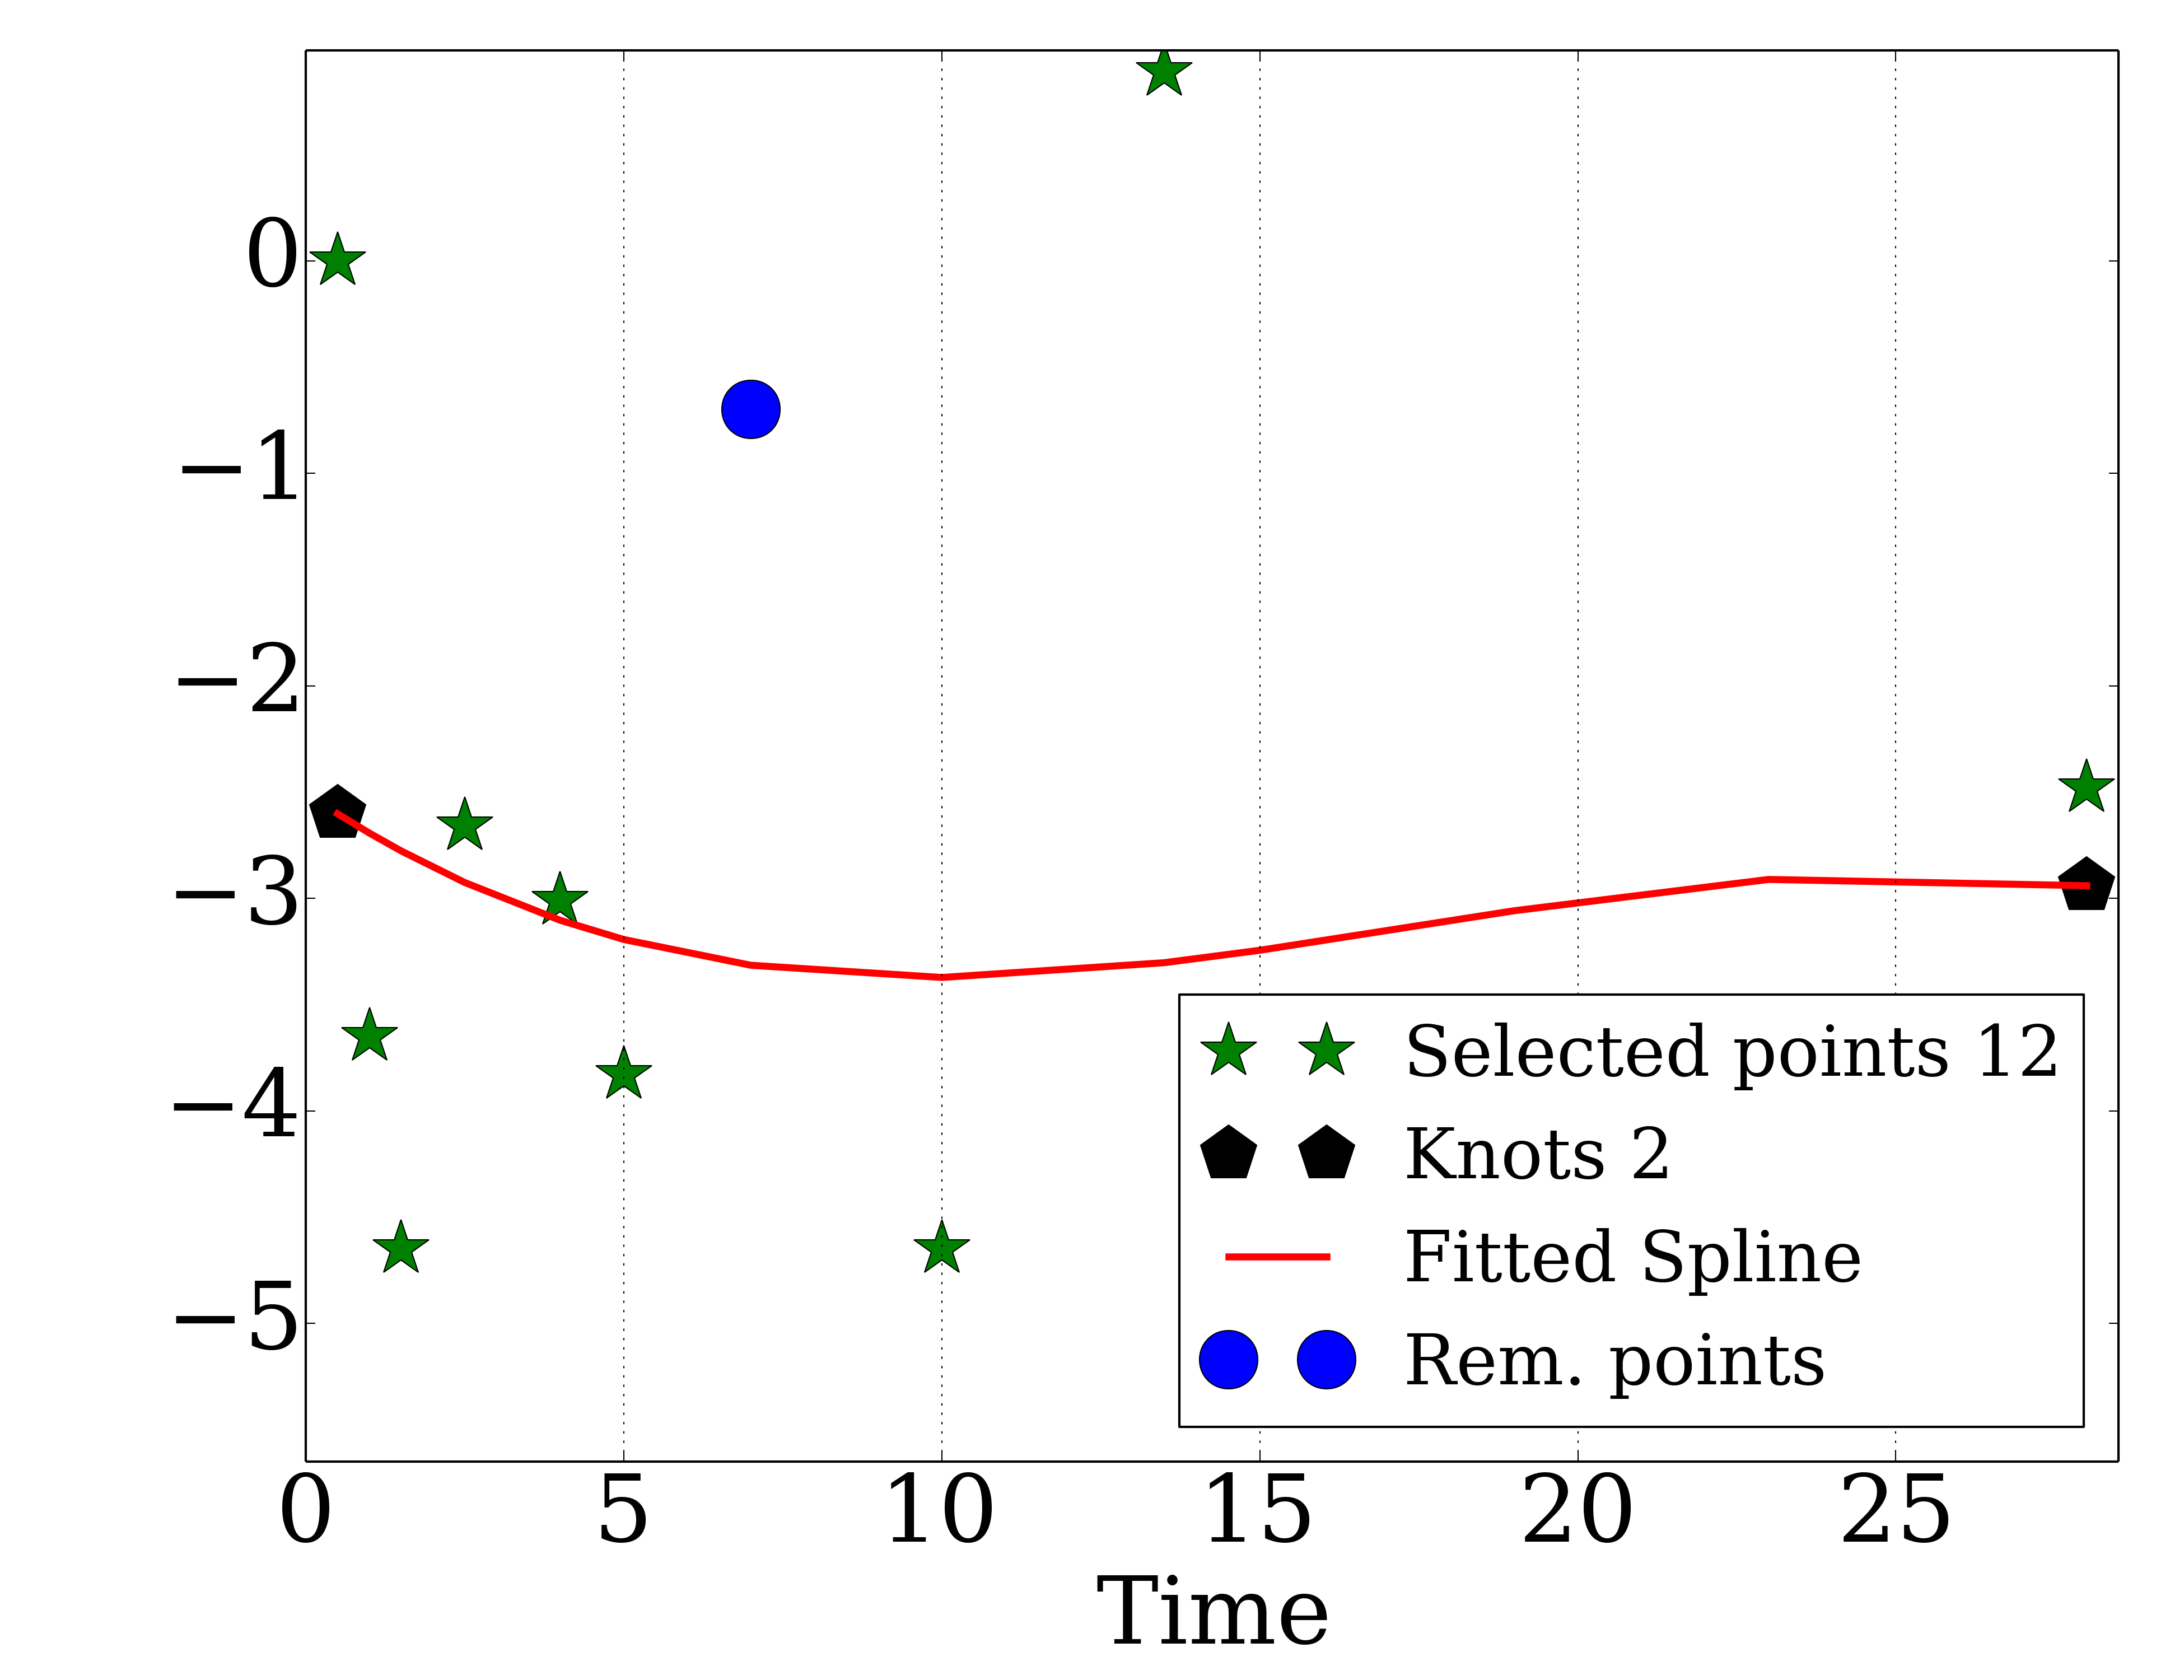 0
−1
−2
−3
−4
−5
Selected points 12
Knots 2
Fitted Spline
Rem. points
0 5 10 15 20 25
Time